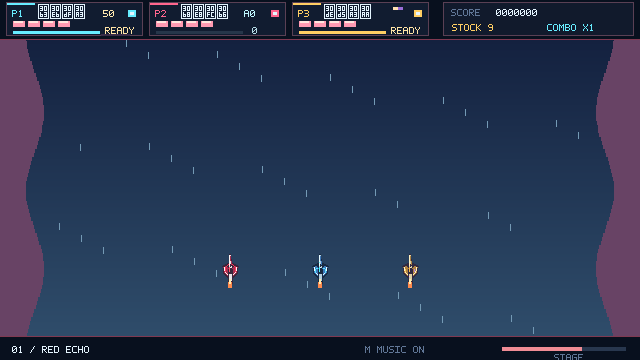 P1 50
READY
P2 A0
0
P3
READY
SCORE 0000000
STOCK 9 COMBO X1
01 / RED ECHO
M MUSIC ON
STAGE